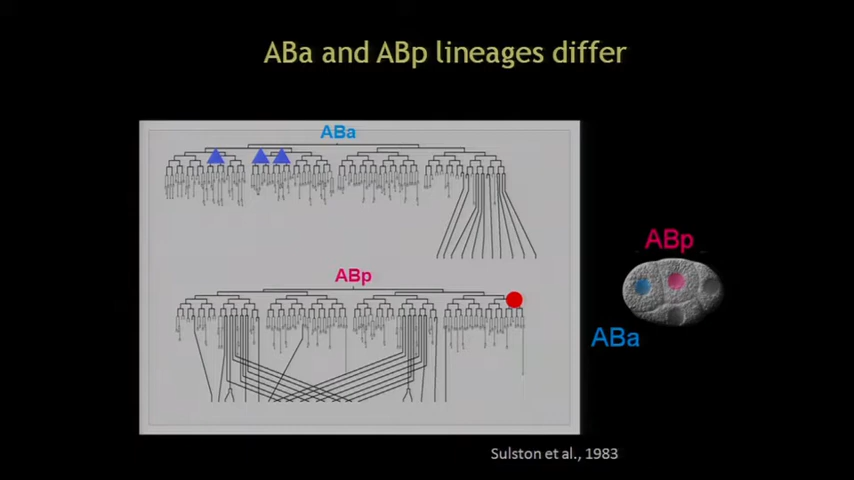 ABa and ABp lineages differ
ABa
ABp
ABp
ABa
Sulston et al., 1983